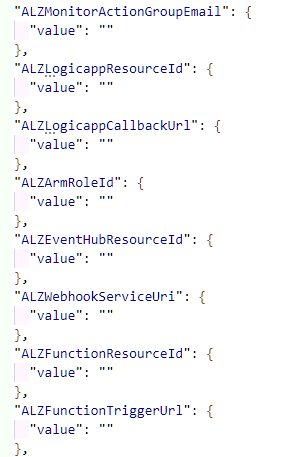 "ALZMonitorActionGroupEmail": {
"value": ""
},
"ALZLogicappResourceId": {
"value": ""
},
"ALZLogicappCallbackUrl": {
"value": ""
},
"ALZArmRoleId": {
"value": ""
},
"ALZEventHubResourceId": {
"value": ""
},
"ALZWebhookServiceUri": {
"value": ""
},
"ALZFunctionResourceId": {
"value": ""
},
"ALZFunctionTriggerUrl": {
"value": ""
},